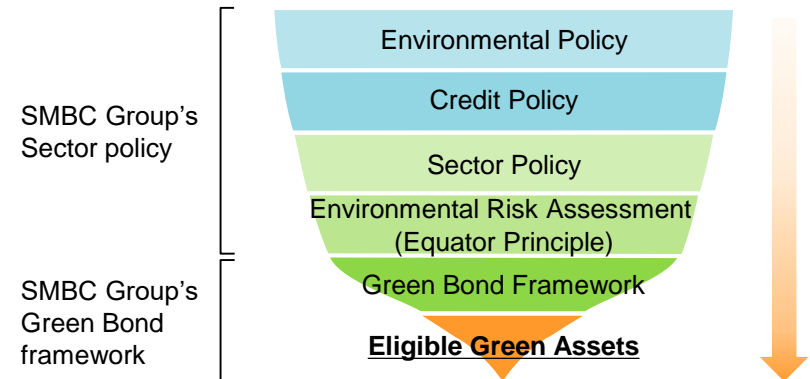 SMBC Group’s
Sector policy
Environmental Policy
Credit Policy
Sector Policy
Environmental Risk Assessment
(Equator Principle)
SMBC Group’s
Green Bond
framework
Green Bond Framework
Eligible Green Assets